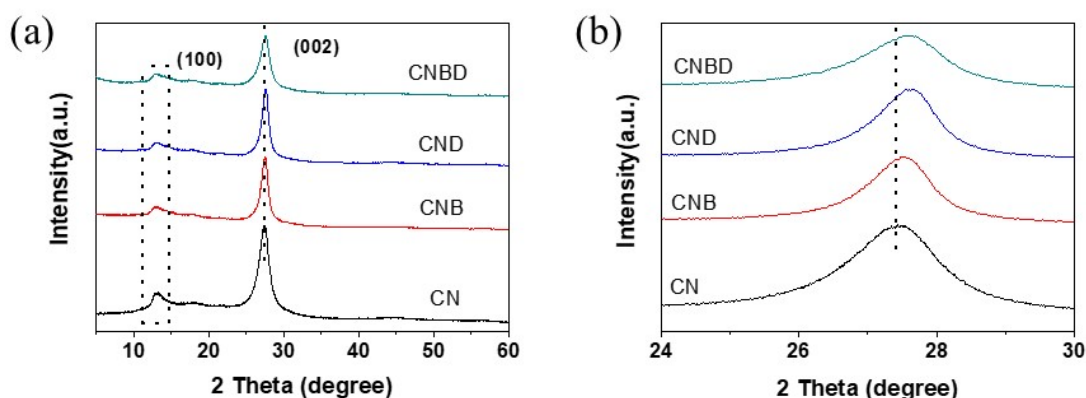 (a)
(100)
(002)
CNBD
CND
CNB
CN
Intensity(a.u.)
10 20 30 40 50 60
2 Theta (degree)
(b)
CNBD
CND
CNB
CN
Intensity(a.u.)
24 26 28 30
2 Theta (degree)